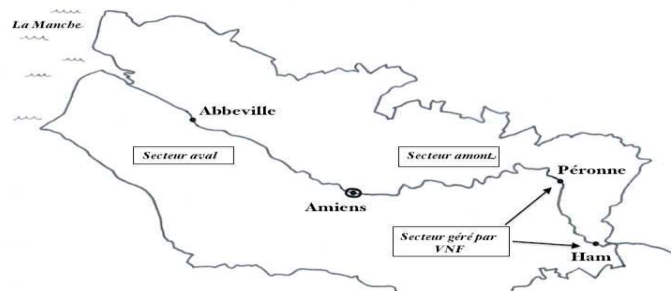 La Manche
Abbeville
Secteur aval
Secteur amont
Péronne
Amiens
Secteur géré par
VNF
Ham